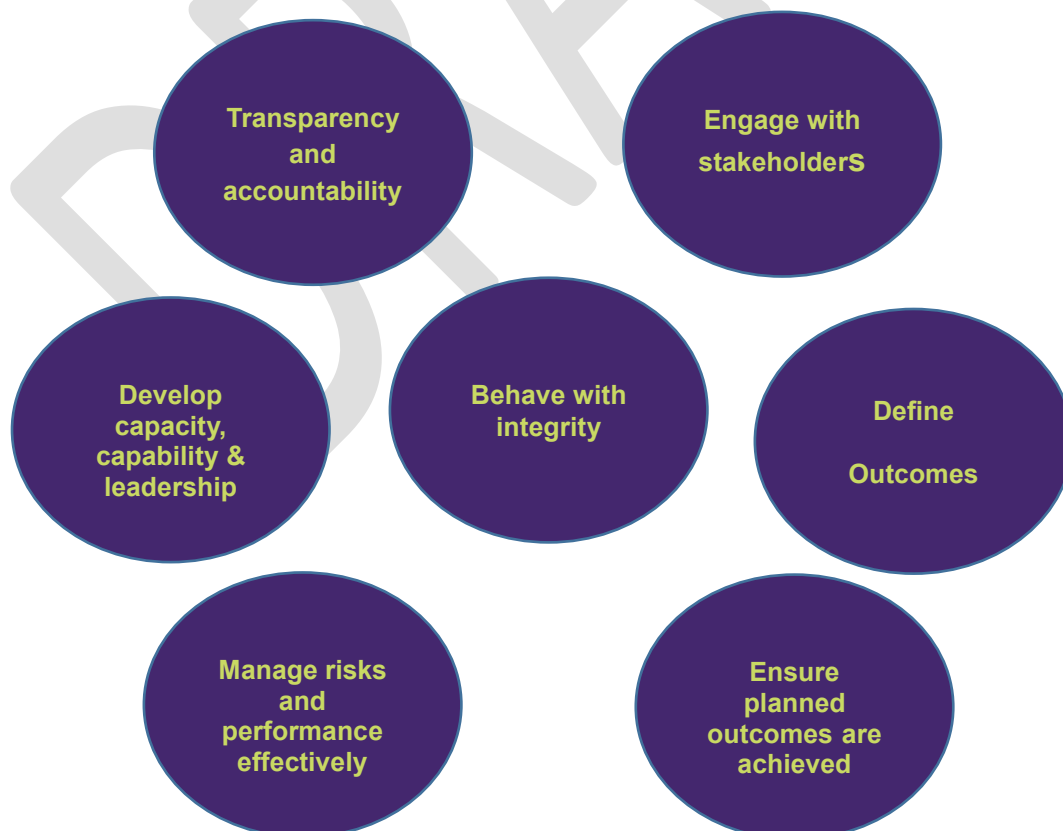 Transparency
and
accountability
Engage with
stakeholders
Develop
capacity,
capability &
leadership
Behave with
integrity
Define
Outcomes
Manage risks
and
performance
effectively
Ensure
planned
outcomes are
achieved